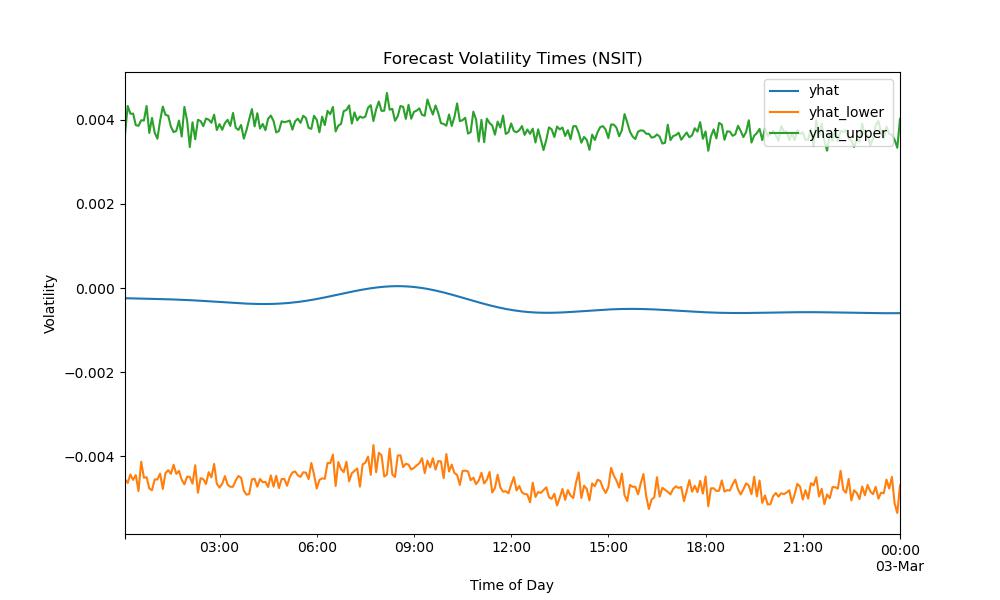 Forecast Volatility Times (NSIT)
yhat
yhat_lower
yhat_upper
0.004
0.002
0.000
−0.002
−0.004
Volatility
03:00 06:00 09:00 12:00 15:00 18:00 21:00 00:00
03-Mar
Time of Day